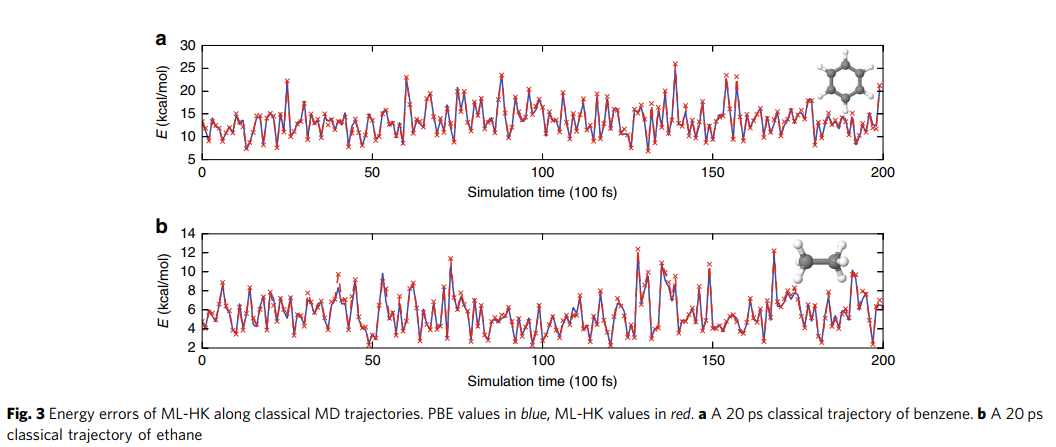 a
30
25
20
15
10
5
E (kcal/mol)
0 50 100 150 200
Simulation time (100 fs)
b
14
12
10
8
6
4
2
E (kcal/mol)
0 50 100 150 200
Simulation time (100 fs)
Fig. 3 Energy errors of ML-HK along classical MD trajectories. PBE values in blue, ML-HK values in red. a A 20 ps classical trajectory of benzene. b A 20 ps
classical trajectory of ethane